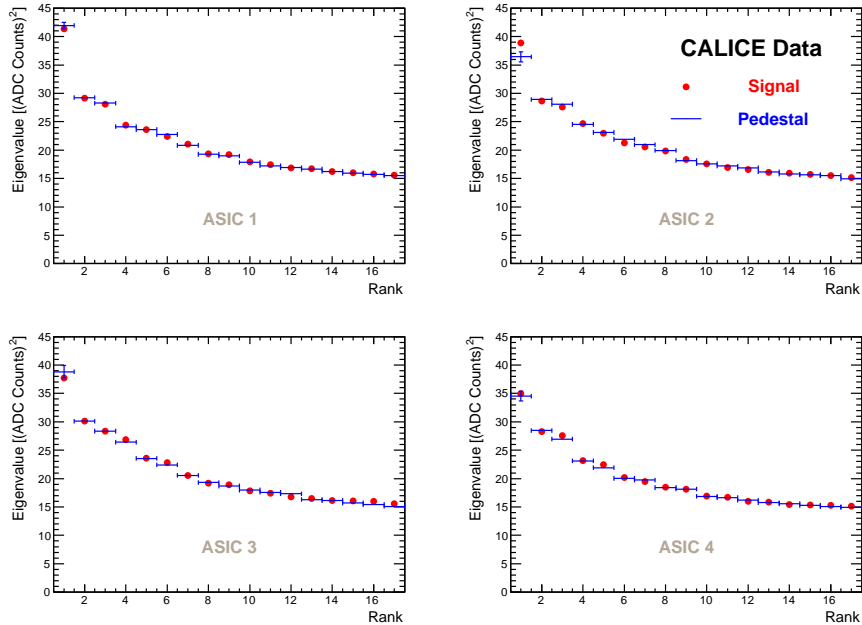 45
40
35
30
25
20
15
10
5
0
Eigenvalue [(ADC Counts)²]
ASIC 1
2 4 6 8 10 12 14 16
Rank
45
40
35
30
25
20
15
10
5
0
Eigenvalue [(ADC Counts)²]
CALICE Data
Signal
Pedestal
ASIC 2
2 4 6 8 10 12 14 16
Rank
45
40
35
30
25
20
15
10
5
0
Eigenvalue [(ADC Counts)²]
ASIC 3
2 4 6 8 10 12 14 16
Rank
45
40
35
30
25
20
15
10
5
0
Eigenvalue [(ADC Counts)²]
ASIC 4
2 4 6 8 10 12 14 16
Rank